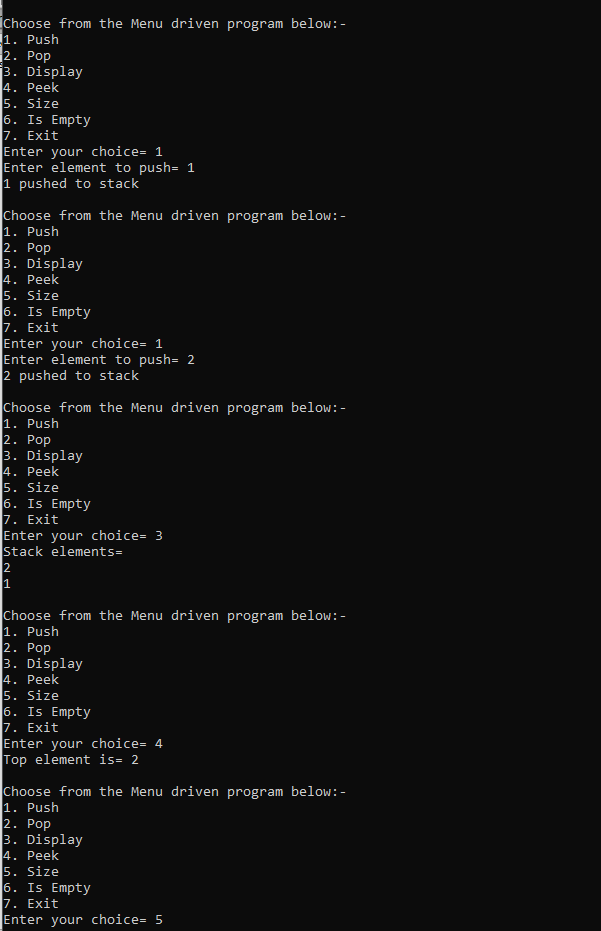 Choose from the Menu driven program below:-
1. Push
2. Pop
3. Display
4. Peek
5. Size
6. Is Empty
7. Exit
Enter your choice= 1
Enter element to push= 1
1 pushed to stack
Choose from the Menu driven program below:-
1. Push
2. Pop
3. Display
4. Peek
5. Size
6. Is Empty
7. Exit
Enter your choice= 1
Enter element to push= 2
2 pushed to stack
Choose from the Menu driven program below:-
1. Push
2. Pop
3. Display
4. Peek
5. Size
6. Is Empty
7. Exit
Enter your choice= 3
Stack elements=
2
1
Choose from the Menu driven program below:-
1. Push
2. Pop
3. Display
4. Peek
5. Size
6. Is Empty
7. Exit
Enter your choice= 4
Top element is= 2
Choose from the Menu driven program below:-
1. Push
2. Pop
3. Display
4. Peek
5. Size
6. Is Empty
7. Exit
Enter your choice= 5